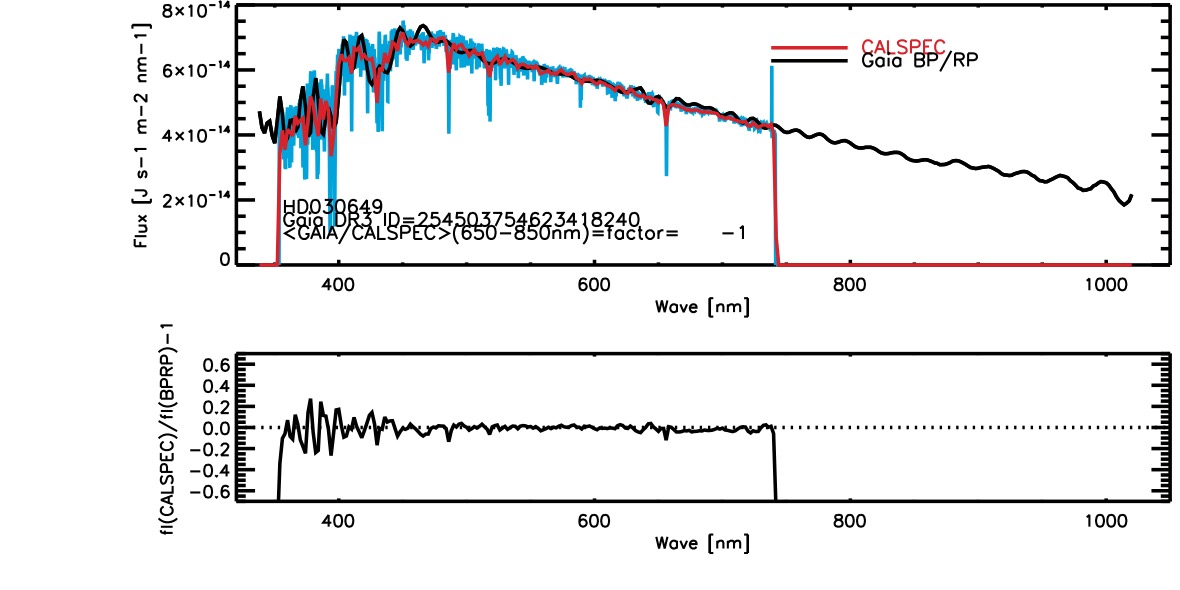 8×10−14
6×10−14
4×10−14
2×10−14
0
Flux [J s−1 m−2 nm−1]
CALSPEC
Gaia BP/RP
HD030649
Gaia DR3 ID=254503754623418240
<GAIA/CALSPEC>(650−850nm)=factor= −1
400 600 800 1000
Wave [nm]
fl(CALSPEC)/fl(BPRP)−1
0.6
0.4
0.2
0.0
−0.2
−0.4
−0.6
400 600 800 1000
Wave [nm]